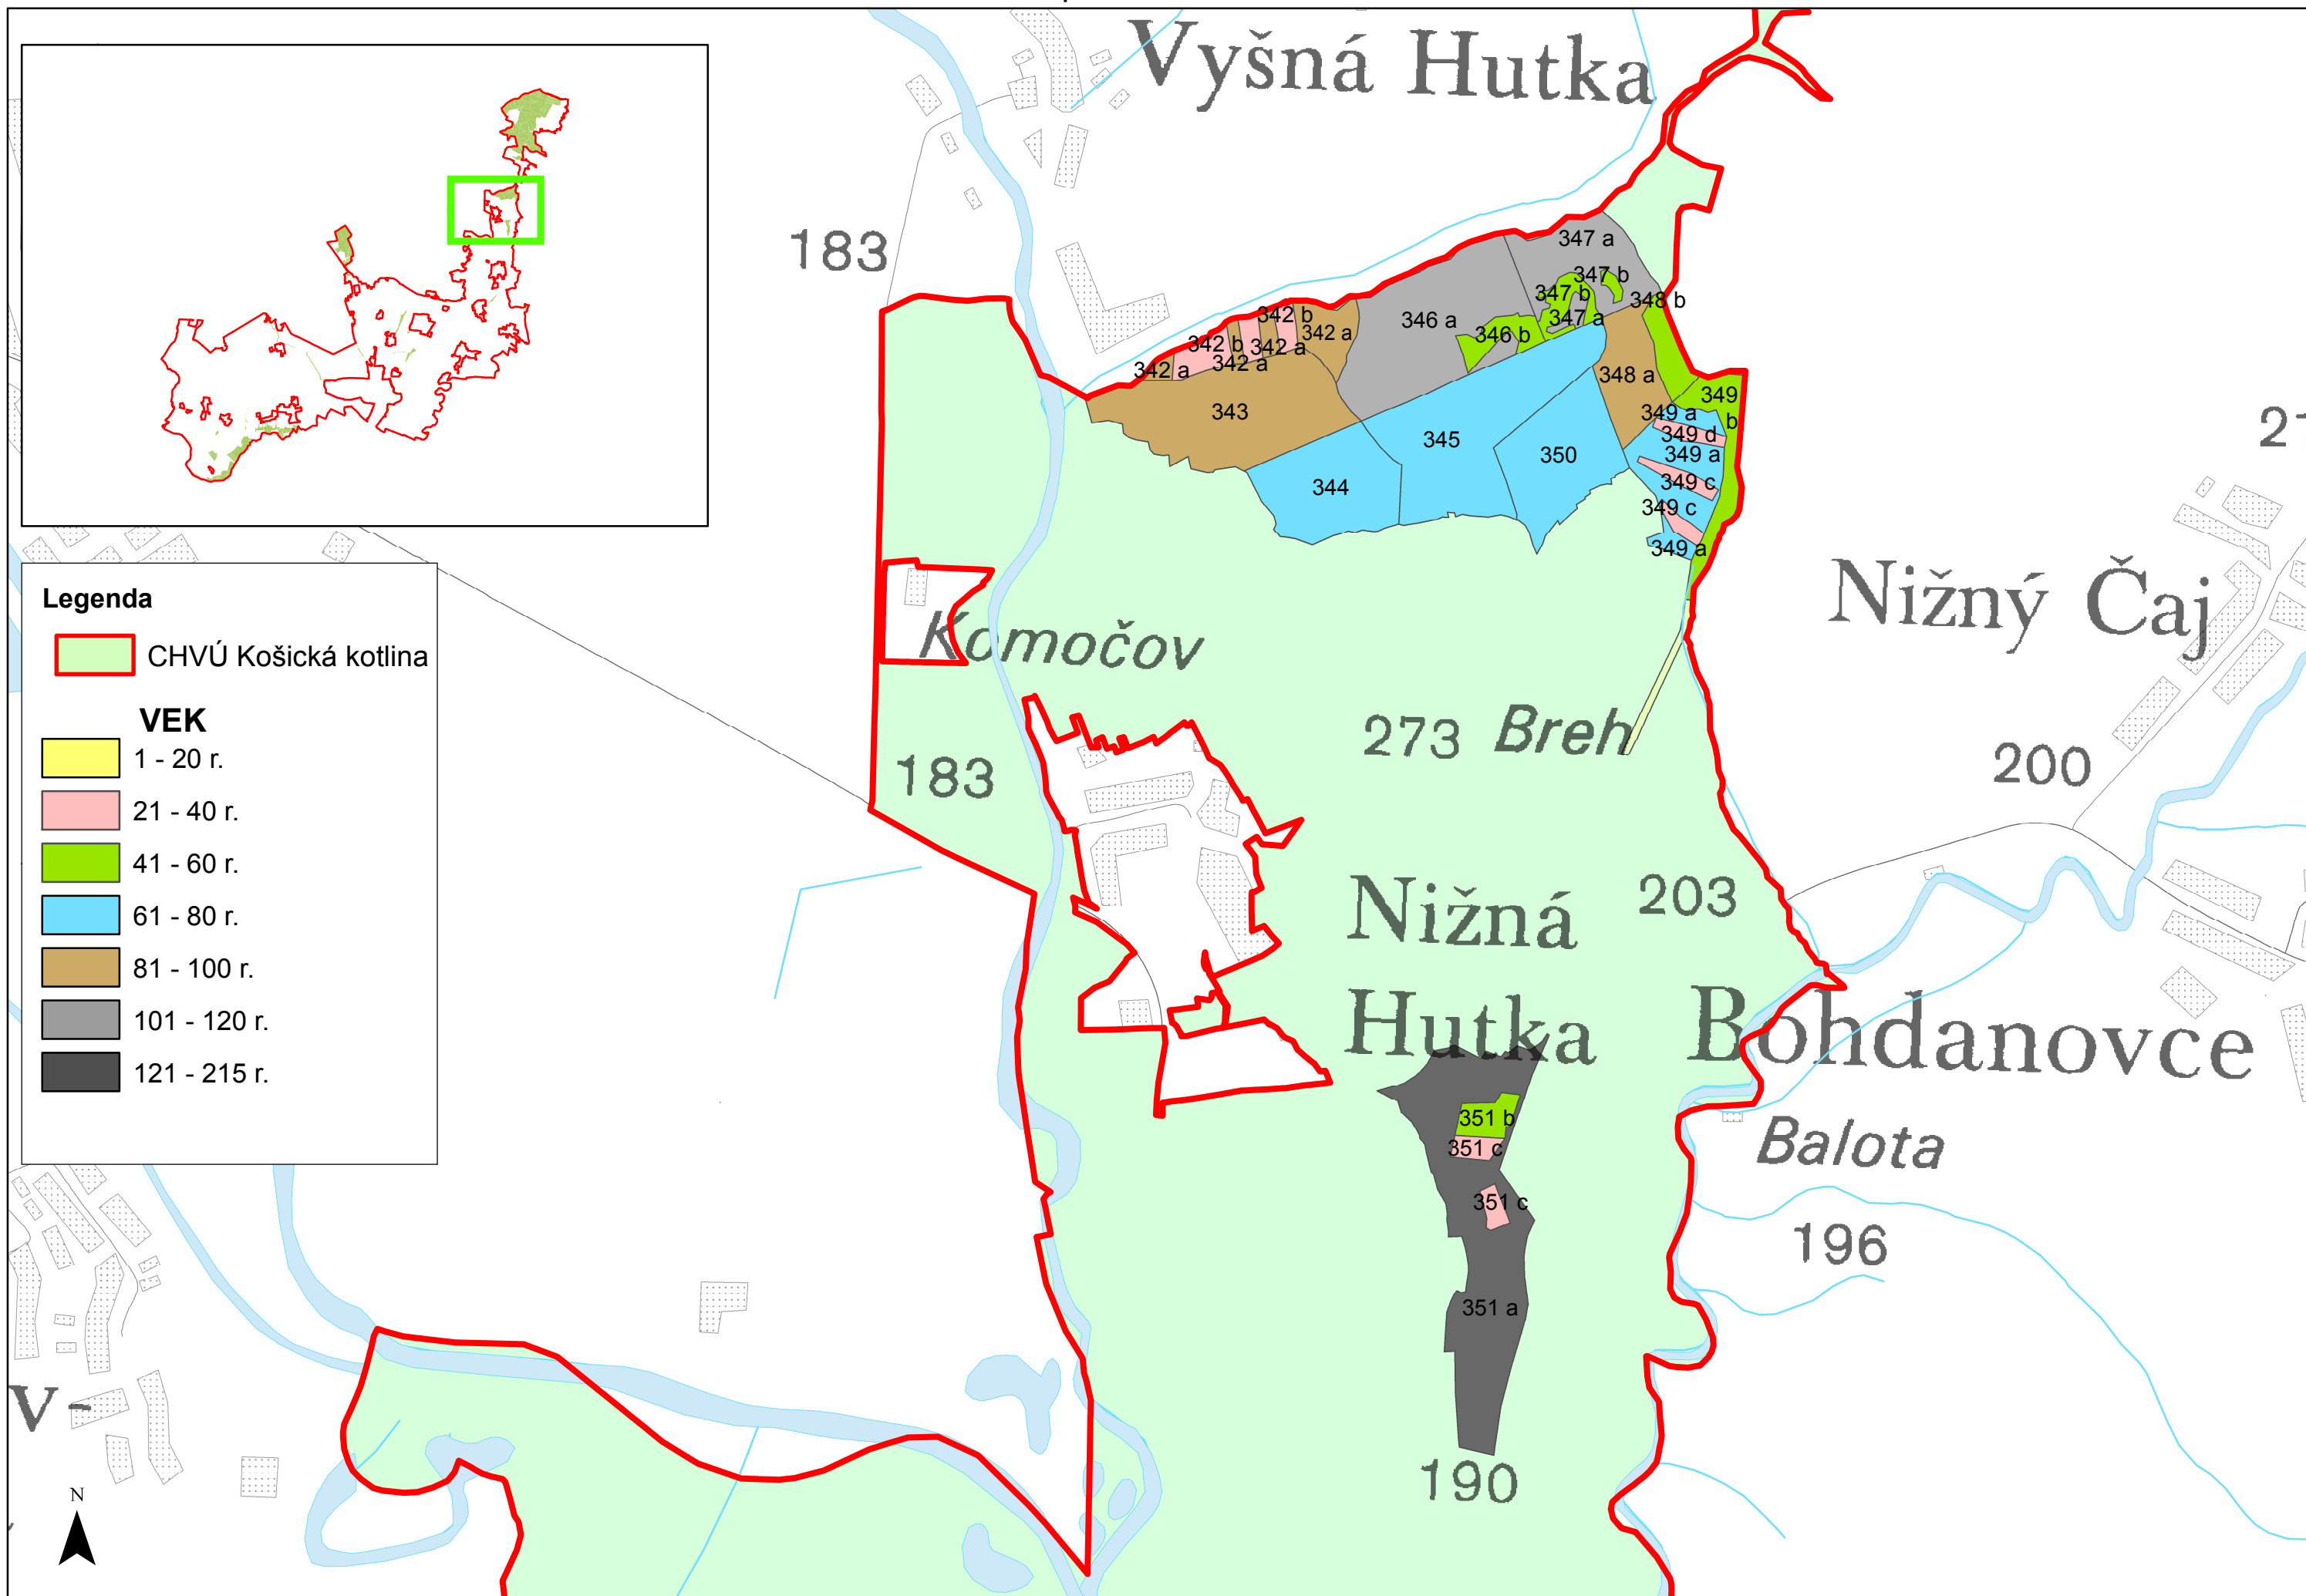 Vyšná Hutka
183
347 a
347 b
347 b
348 b
342 b
342 a
346 a
347 a
346 b
342 b
342 a
342 a
342 a
348 a
349
b
343
349 a
349 d
345
349 a
350
344
349 c
349 c
349 a
21
Nižný Čaj
Legenda
CHVÚ Košická kotlina
VEK
1 - 20 r.
21 - 40 r.
41 - 60 r.
61 - 80 r.
81 - 100 r.
101 - 120 r.
121 - 215 r.
Komočov
273 Breh
183
200
Nižná
Hutka
203
Bohdanovce
351 b
351 c
Balota
351 c
196
351 a
v-
190
N